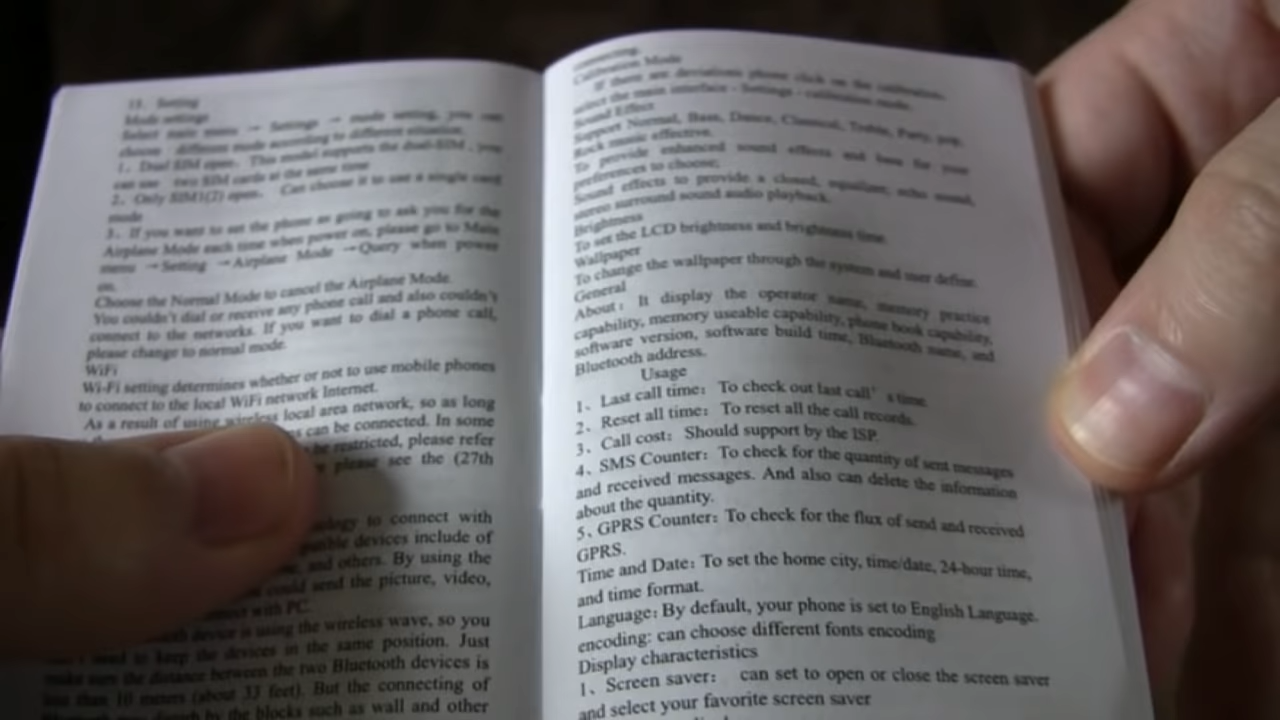 13、Setting
Mode settings
Select main menu → Settings → mode setting, you can
choose different mode according to different situation.
1、Dual SIM open. This model supports the dual-SIM , you
can use two SIM cards at the same time
2、Only SIM1(2) open. Can choose it to use a single card
mode
3、If you want to set the phone as going to ask you for the
Airplane Mode each time when power on, please go to Main
menu →Setting →Airplane Mode →Query when power
on.
Choose the Normal Mode to cancel the Airplane Mode.
You couldn't dial or receive any phone call and also couldn't
connect to the networks. If you want to dial a phone call,
please change to normal mode.
WiFi
Wi-Fi setting determines whether or not to use mobile phones
to connect to the local WiFi network Internet.
As a result of using wireless local area network, so as long
can be connected. In some
be restricted, please refer
please see the (27th
to connect with
devices include of
and others. By using the
could send the picture, video,
with PC.
device is using the wireless wave, so you
need to keep the devices in the same position. Just
make sure the distance between the two Bluetooth devices is
less than 10 meters (about 33 feet). But the connecting of
by the blocks such as wall and other
connecting.
Calibration Mode
If there are deviations phone click on the calibration,
select the main interface - Settings - calibration mode.
Sound Effect
Support Normal, Bass, Dance, Classical, Treble, Party, pop,
Rock music effective.
To provide enhanced sound effects and bass for your
preferences to choose;
Sound effects to provide a closed, equalizer, echo sound,
stereo surround sound audio playback.
Brightness
To set the LCD brightness and brightness time.
Wallpaper
To change the wallpaper through the system and user define.
General
About：It display the operator name, memory practice
capability, memory useable capability, phone book capability,
software version, software build time, Bluetooth name, and
Bluetooth address.
Usage
1、Last call time：To check out last call's time.
2、Reset all time：To reset all the call records.
3、Call cost：Should support by the ISP.
4、SMS Counter：To check for the quantity of sent messages
and received messages. And also can delete the information
about the quantity.
5、GPRS Counter：To check for the flux of send and received
GPRS.
Time and Date：To set the home city, time/date, 24-hour time,
and time format.
Language：By default, your phone is set to English Language.
encoding: can choose different fonts encoding
Display characteristics
1、Screen saver： can set to open or close the screen saver
and select your favorite screen saver